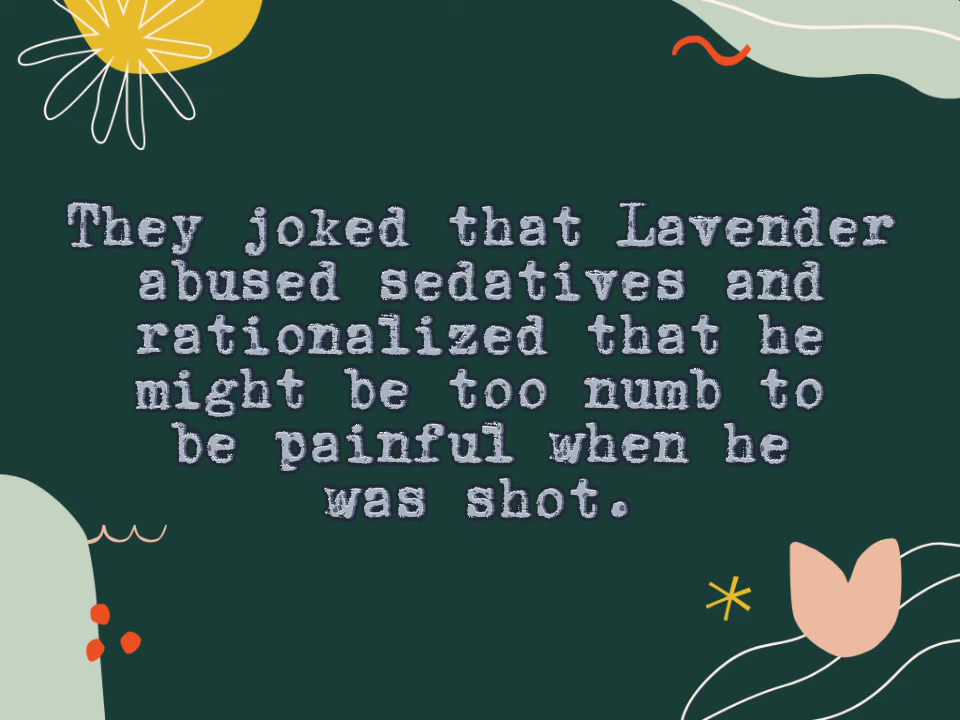 They joked that Lavender
abused sedatives and
rationalized that he
might be too numb to
be painful when he
was shot.